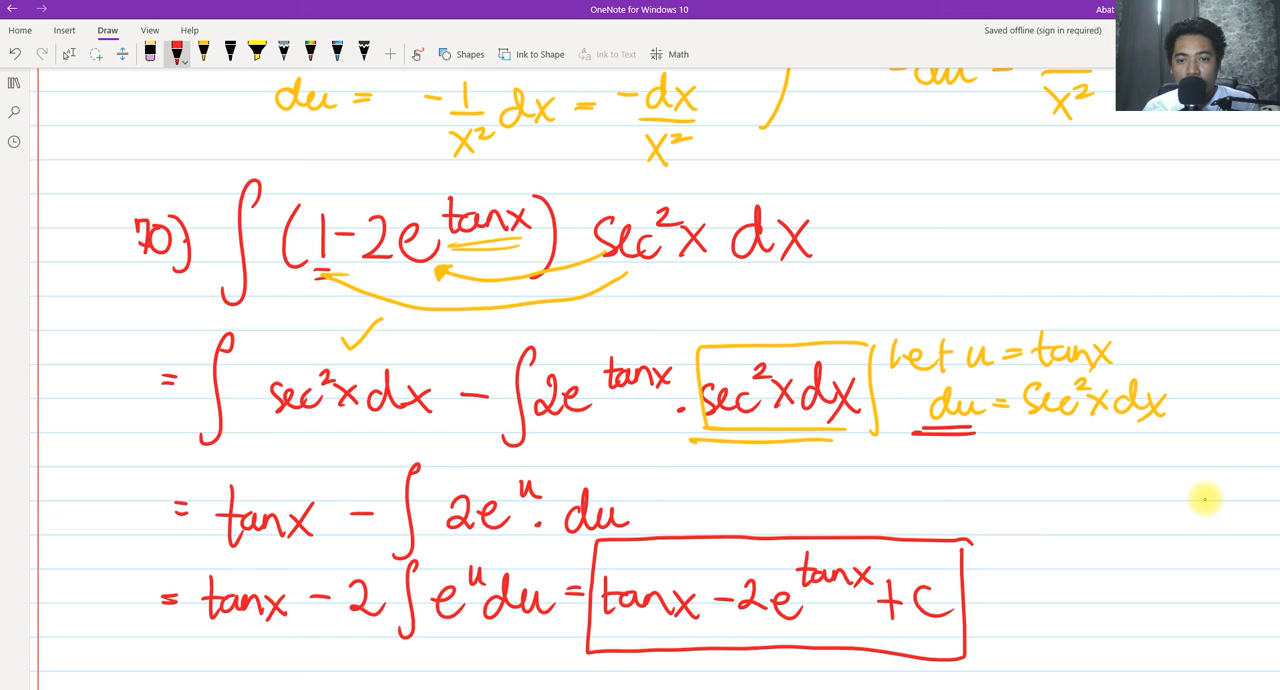 OneNote for Windows 10
Abat
Home Insert Draw View Help
Saved offline (sign in required)
Shapes Ink to Shape Ink to Text Math
du = -1/x² dx = -dx/x²
x²
70) ∫ (1 - 2e^tanx) sec²x dx
= ∫ sec²x dx - ∫ 2e^tanx · sec²x dx
let u = tanx
du = sec²x dx
= tanx - ∫ 2e^u · du
= tanx - 2 ∫ e^u du = tanx - 2e^tanx + C